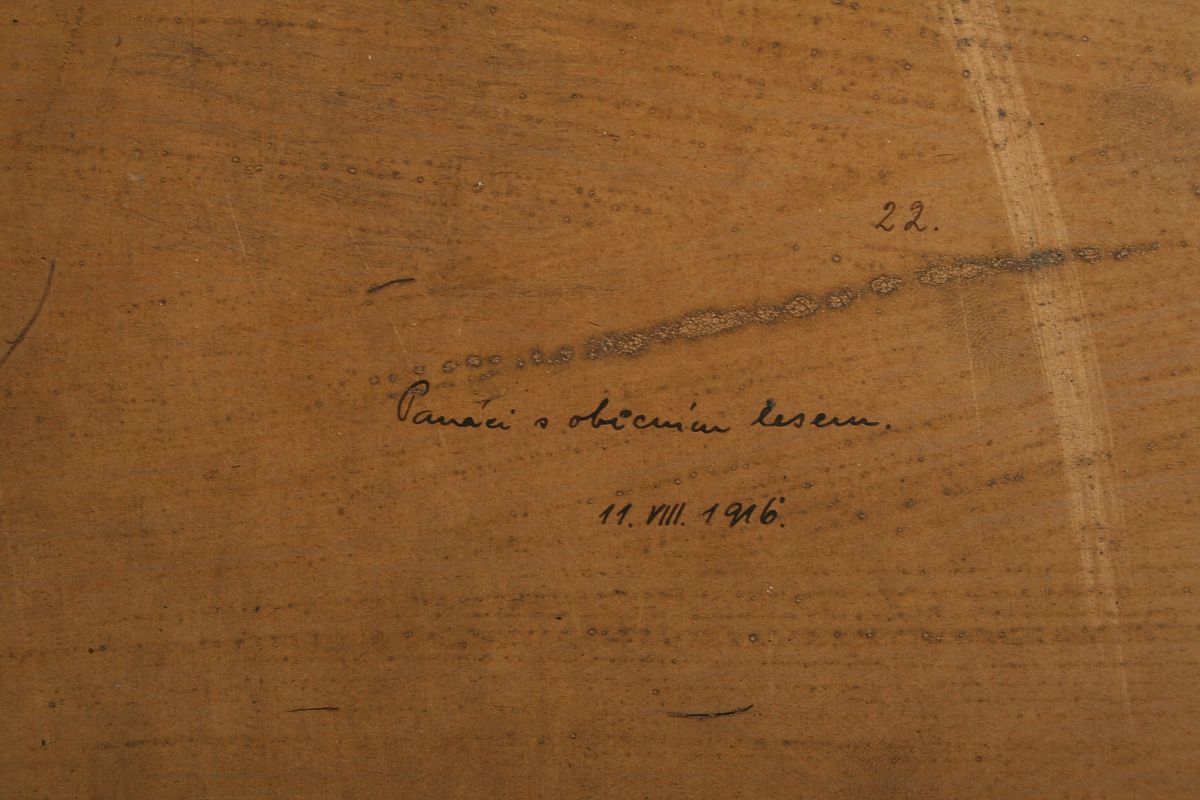 22.
Panáci s obecním lesem.
11. VIII. 1916.